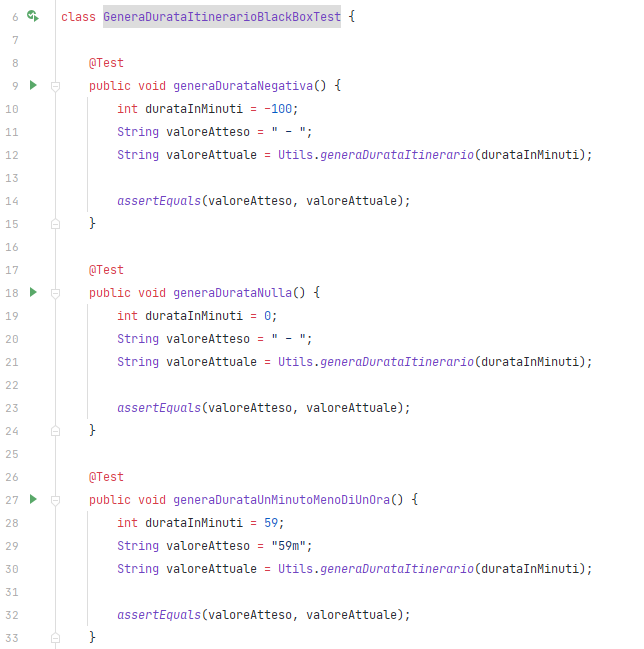 6 class GeneraDurataItinerarioBlackBoxTest {
7
8 @Test
9 public void generaDurataNegativa() {
10 int durataInMinuti = -100;
11 String valoreAtteso = " - ";
12 String valoreAttuale = Utils.generaDurataItinerario(durataInMinuti);
13
14 assertEquals(valoreAtteso, valoreAttuale);
15 }
16
17 @Test
18 public void generaDurataNulla() {
19 int durataInMinuti = 0;
20 String valoreAtteso = " - ";
21 String valoreAttuale = Utils.generaDurataItinerario(durataInMinuti);
22
23 assertEquals(valoreAtteso, valoreAttuale);
24 }
25
26 @Test
27 public void generaDurataUnMinutoMenoDiUnOra() {
28 int durataInMinuti = 59;
29 String valoreAtteso = "59m";
30 String valoreAttuale = Utils.generaDurataItinerario(durataInMinuti);
31
32 assertEquals(valoreAtteso, valoreAttuale);
33 }